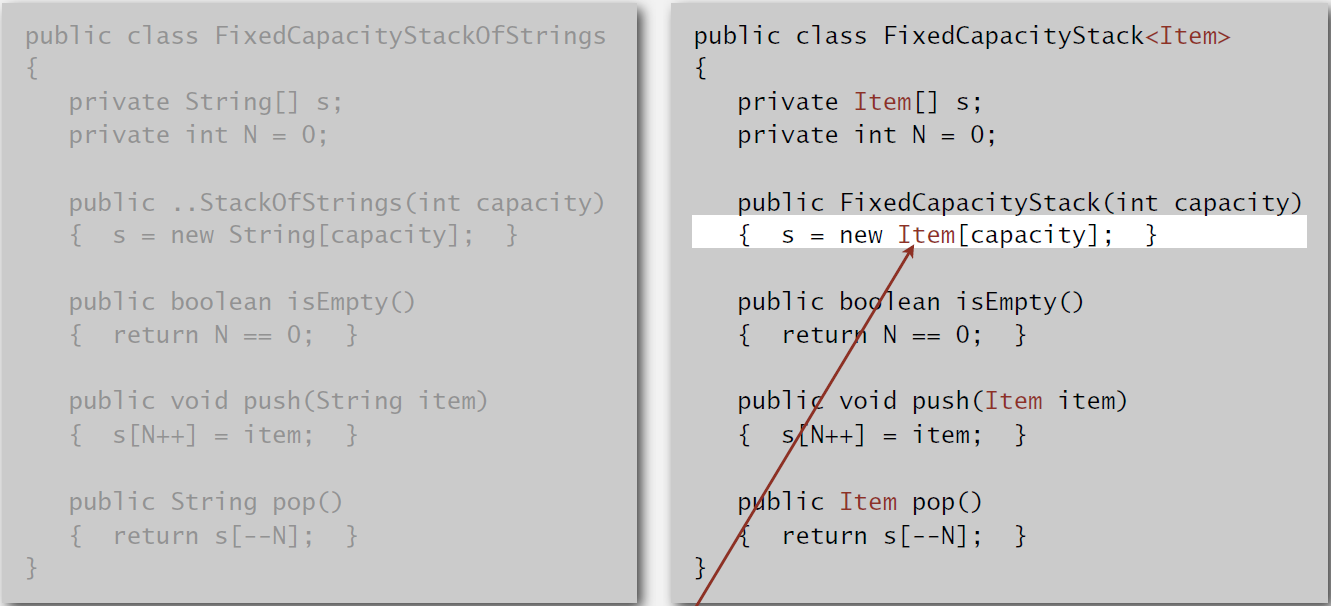 public class FixedCapacityStackOfStrings
{
private String[] s;
private int N = 0;
public ..StackOfStrings(int capacity)
{ s = new String[capacity]; }
public boolean isEmpty()
{ return N == 0; }
public void push(String item)
{ s[N++] = item; }
public String pop()
{ return s[--N]; }
}
public class FixedCapacityStack<Item>
{
private Item[] s;
private int N = 0;
public FixedCapacityStack(int capacity)
{ s = new Item[capacity]; }
public boolean isEmpty()
{ return N == 0; }
public void push(Item item)
{ s[N++] = item; }
public Item pop()
{ return s[--N]; }
}